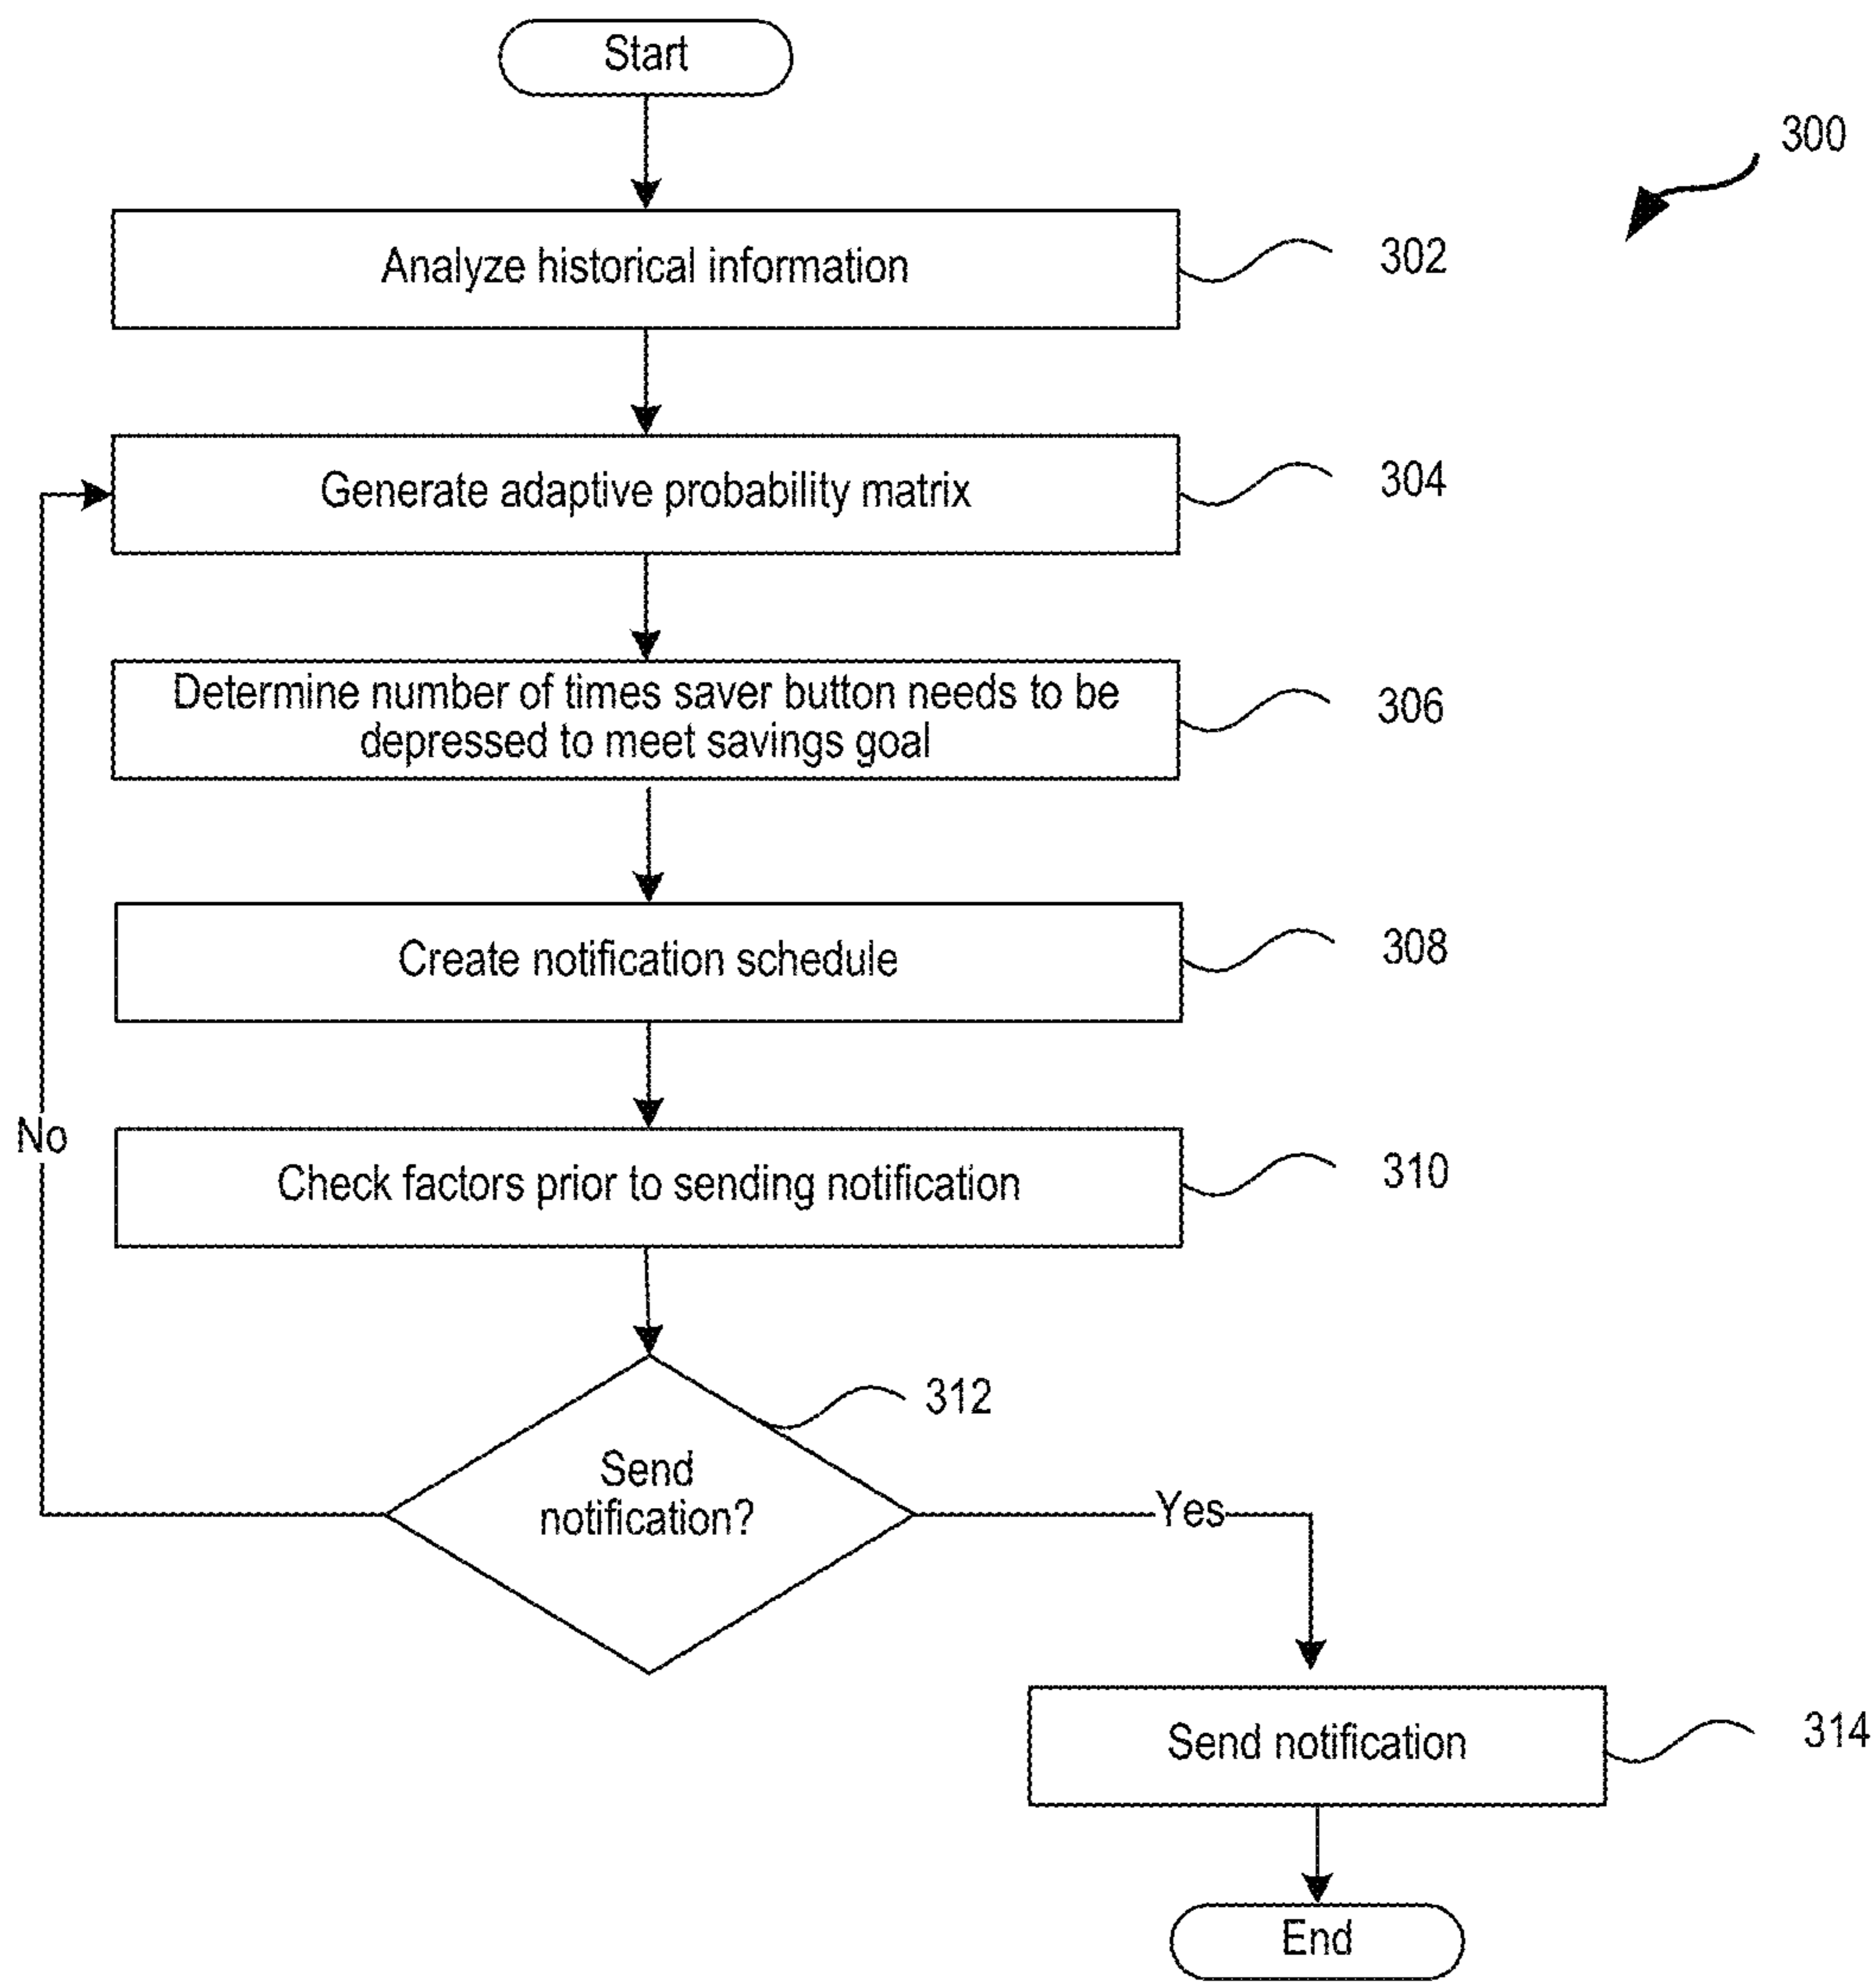 Start
300
Analyze historical information
302
Generate adaptive probability matrix
304
Determine number of times saver button needs to be
depressed to meet savings goal
306
Create notification schedule
308
No
Check factors prior to sending notification
310
312
Send
notification?
Yes
Send notification
314
End